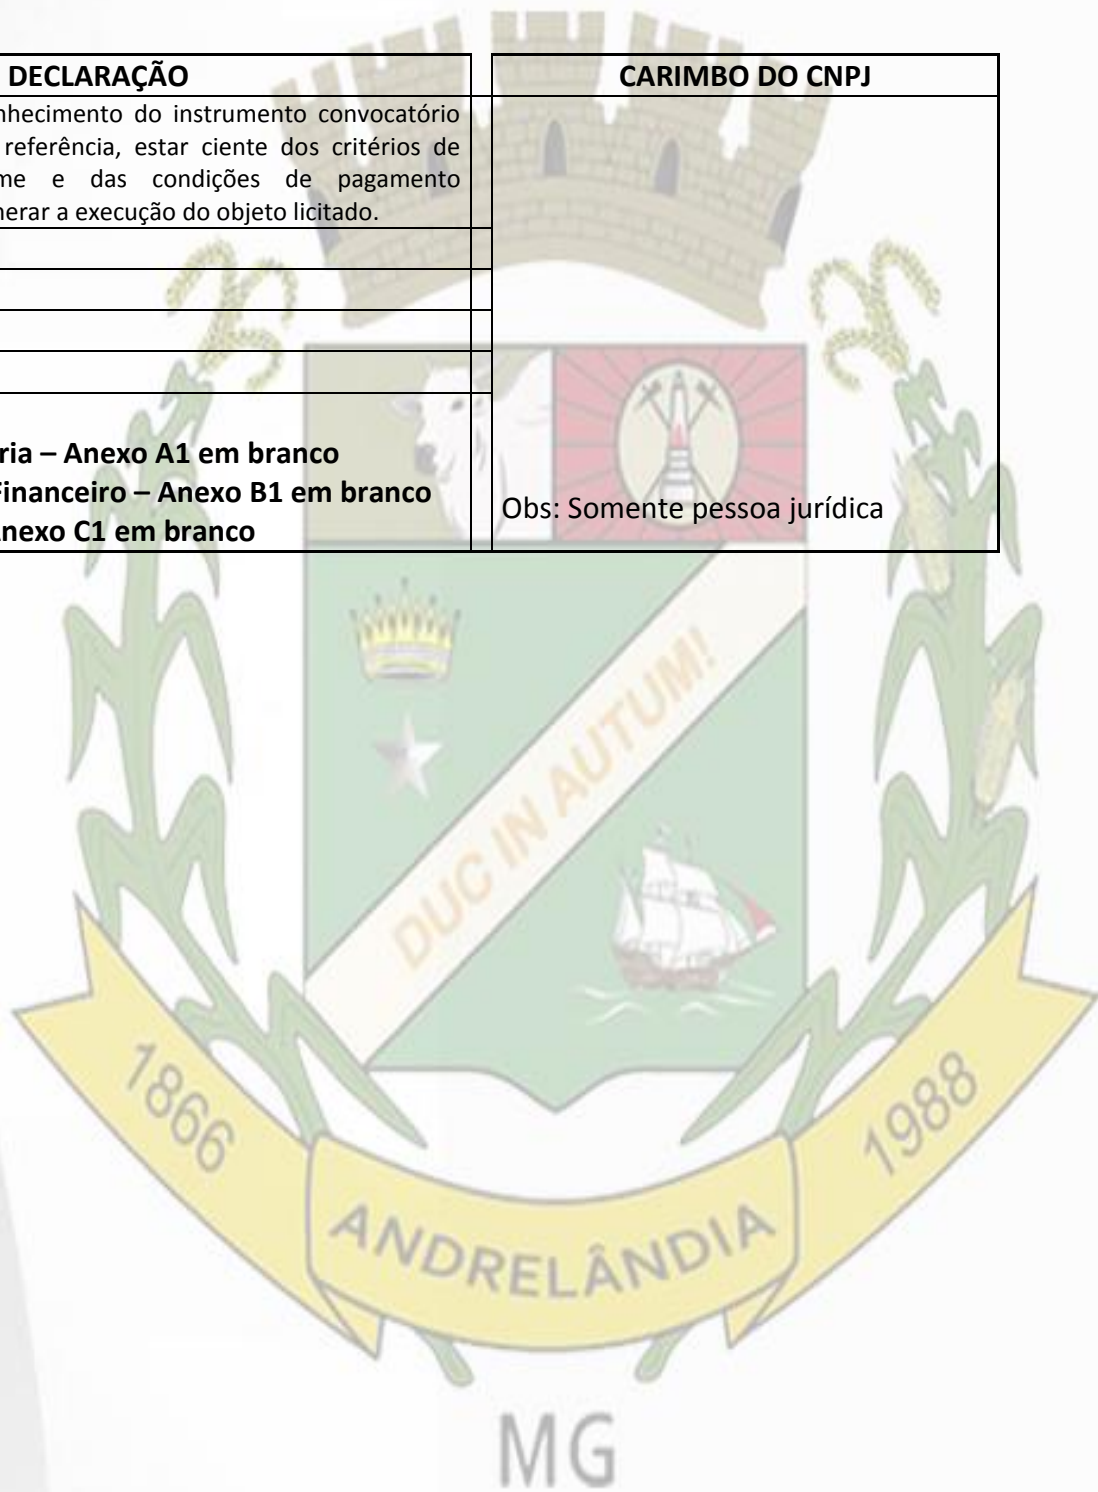 DECLARAÇÃO
nhecimento do instrumento convocatório
referência, estar ciente dos critérios de
me e das condições de pagamento
nerar a execução do objeto licitado.
ria – Anexo A1 em branco
Financeiro – Anexo B1 em branco
nexo C1 em branco
CARIMBO DO CNPJ
Obs: Somente pessoa jurídica
DUC IN AUTUM!
1866
ANDRELÂNDIA
1988
MG